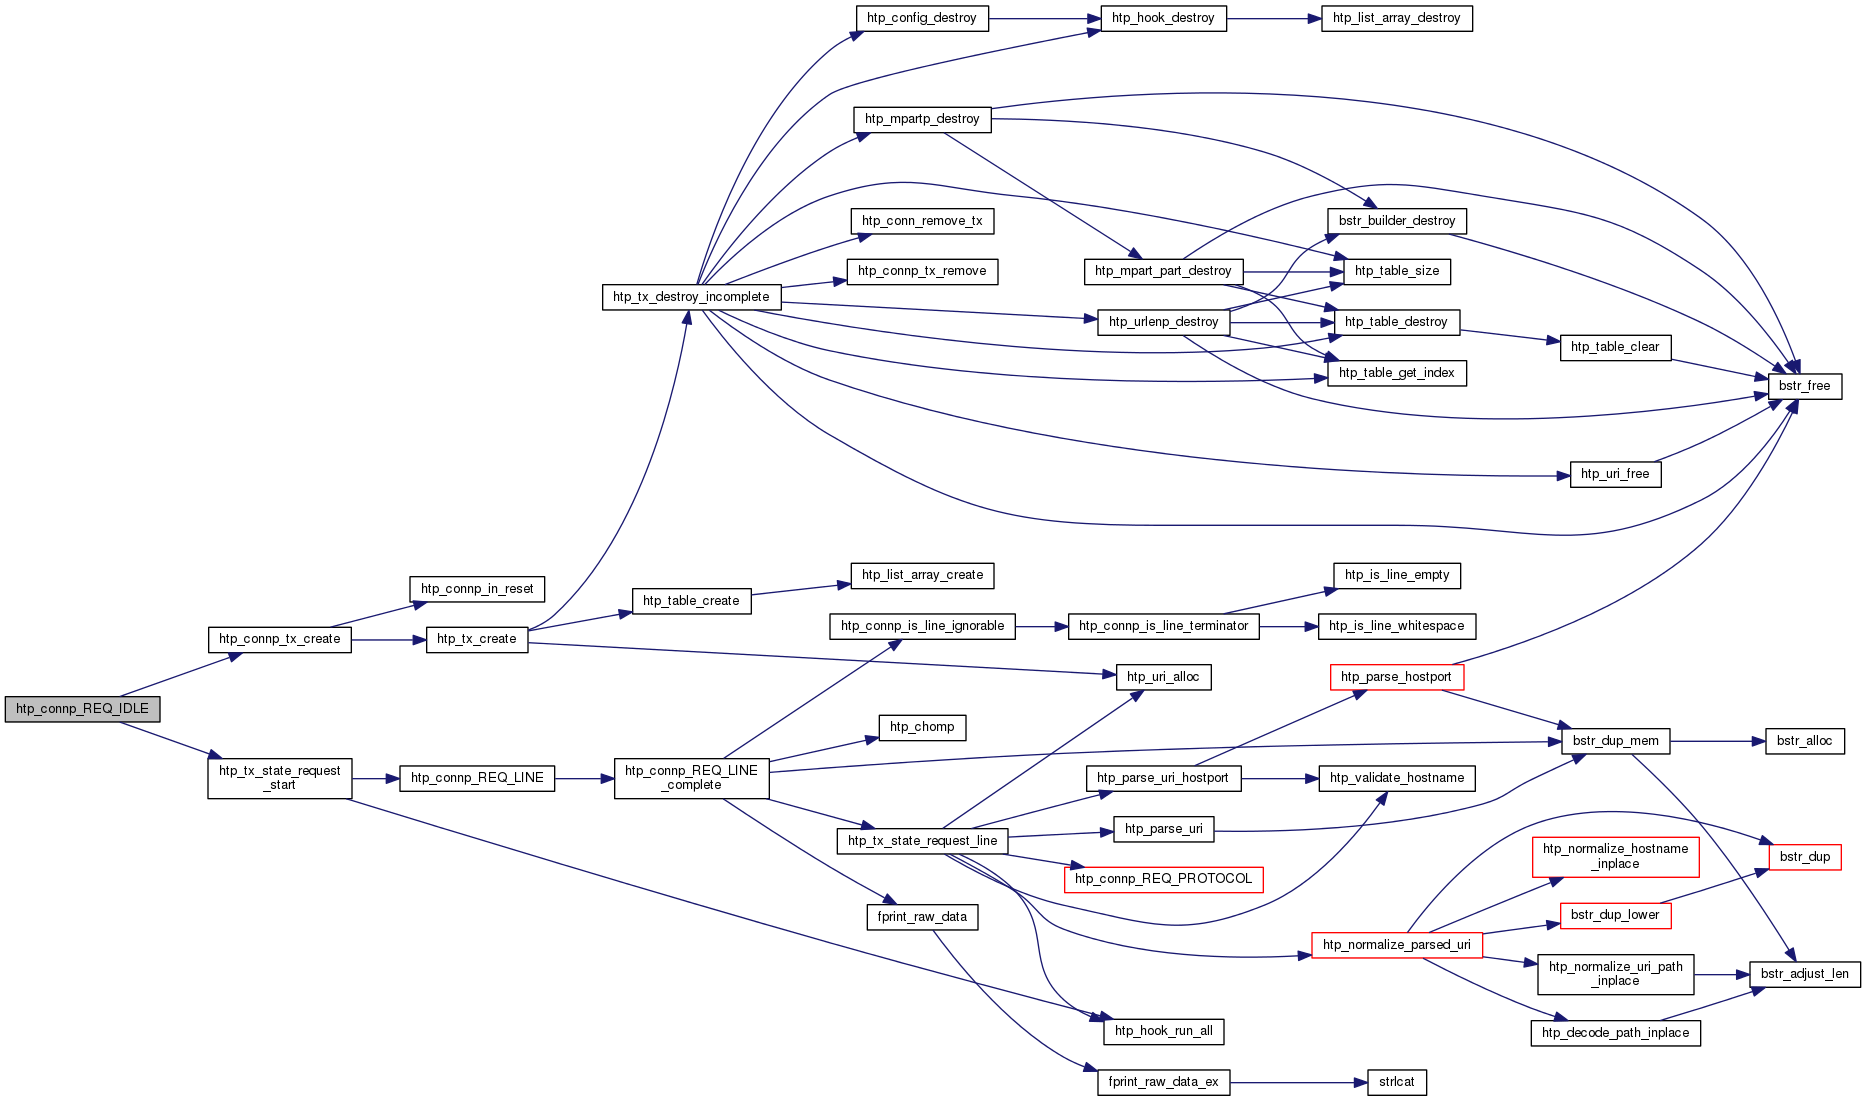 htp_config_destroy
htp_hook_destroy
htp_list_array_destroy
htp_mpartp_destroy
htp_conn_remove_tx
bstr_builder_destroy
htp_connp_tx_remove
htp_mpart_part_destroy
htp_table_size
htp_tx_destroy_incomplete
htp_urlenp_destroy
htp_table_destroy
htp_table_clear
htp_table_get_index
bstr_free
htp_uri_free
htp_connp_in_reset
htp_list_array_create
htp_is_line_empty
htp_table_create
htp_connp_tx_create
htp_tx_create
htp_connp_is_line_ignorable
htp_connp_is_line_terminator
htp_is_line_whitespace
htp_uri_alloc
htp_parse_hostport
htp_connp_REQ_IDLE
htp_chomp
bstr_dup_mem
bstr_alloc
htp_tx_state_request
_start
htp_connp_REQ_LINE
htp_connp_REQ_LINE
_complete
htp_parse_uri_hostport
htp_validate_hostname
htp_tx_state_request_line
htp_parse_uri
htp_connp_REQ_PROTOCOL
htp_normalize_hostname
_inplace
bstr_dup
fprint_raw_data
bstr_dup_lower
htp_normalize_parsed_uri
htp_normalize_uri_path
_inplace
bstr_adjust_len
htp_hook_run_all
htp_decode_path_inplace
fprint_raw_data_ex
strlcat